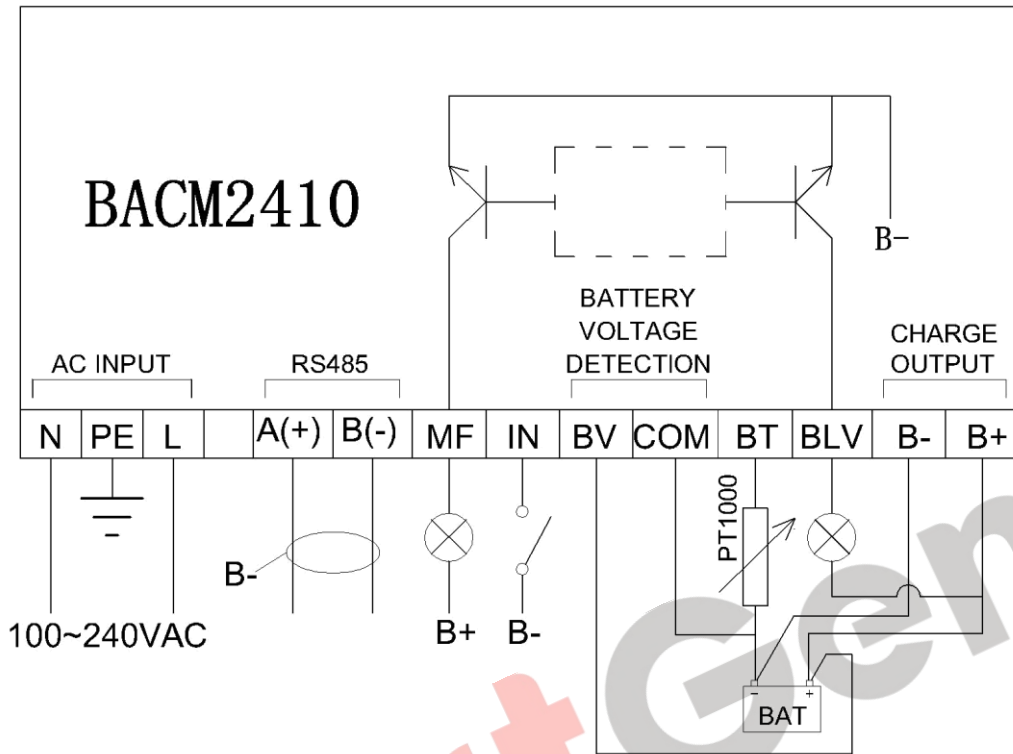 BACM2410
B-
BATTERY
VOLTAGE
DETECTION
CHARGE
OUTPUT
AC INPUT
RS485
N PE L A(+) B(-) MF IN BV COM BT BLV B- B+
PT1000
B-
100~240VAC
B+
B-
- +
BAT
Gen